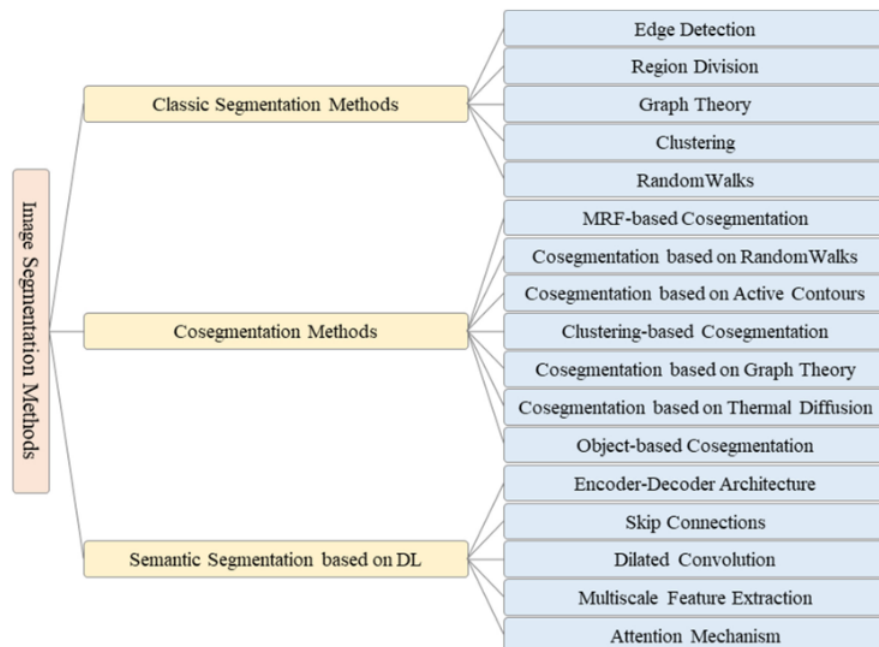 Image Segmentation Methods
Classic Segmentation Methods
Edge Detection
Region Division
Graph Theory
Clustering
RandomWalks
Cosegmentation Methods
MRF-based Cosegmentation
Cosegmentation based on RandomWalks
Cosegmentation based on Active Contours
Clustering-based Cosegmentation
Cosegmentation based on Graph Theory
Cosegmentation based on Thermal Diffusion
Object-based Cosegmentation
Semantic Segmentation based on DL
Encoder-Decoder Architecture
Skip Connections
Dilated Convolution
Multiscale Feature Extraction
Attention Mechanism